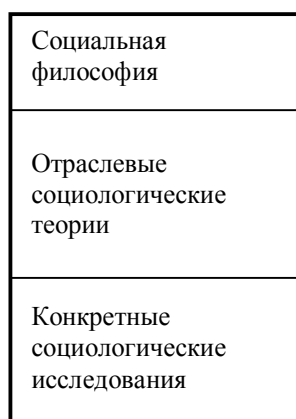 Социальная
философия
Отраслевые
социологические
теории
Конкретные
социологические
исследования